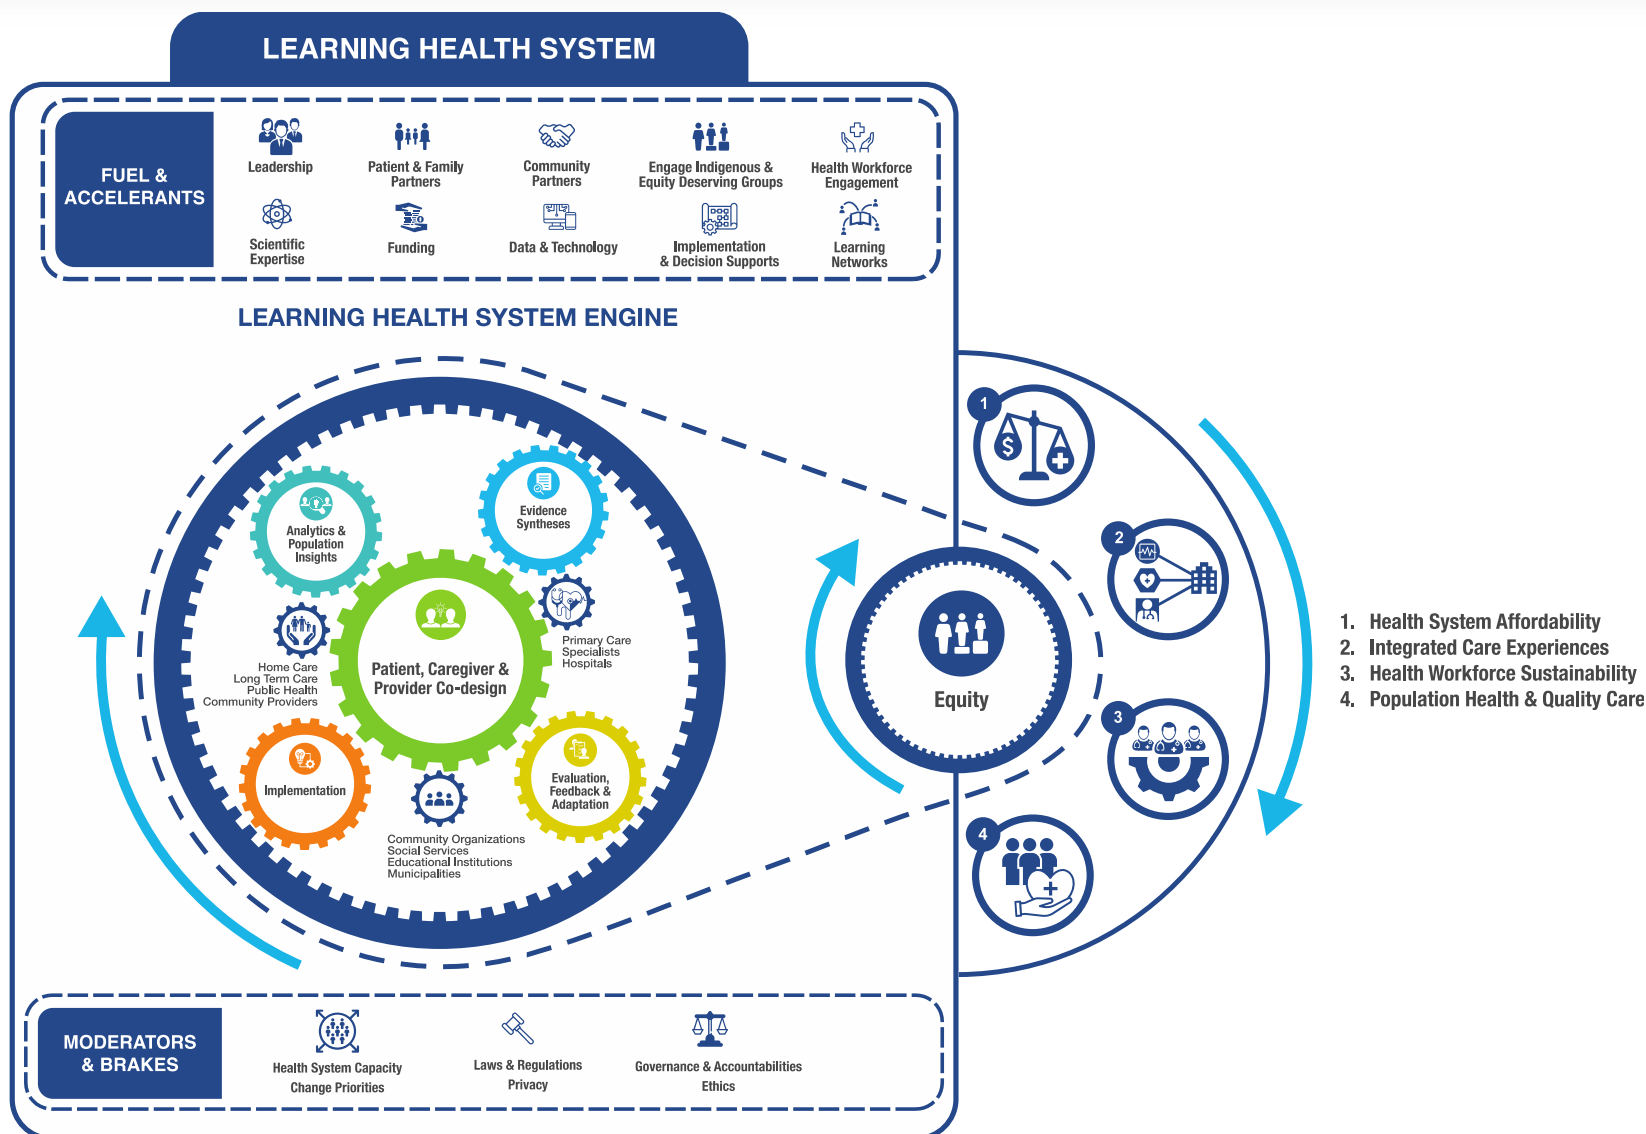 LEARNING HEALTH SYSTEM
FUEL &
ACCELERANTS
Leadership
Patient & Family
Partners
Community
Partners
Engage Indigenous &
Equity Deserving Groups
Health Workforce
Engagement
Scientific
Expertise
Funding
Data & Technology
Implementation
& Decision Supports
Learning
Networks
LEARNING HEALTH SYSTEM ENGINE
Analytics &
Population
Insights
Evidence
Syntheses
Patient, Caregiver &
Provider Co-design
Primary Care
Specialists
Hospitals
Home Care
Long Term Care
Public Health
Community Providers
Implementation
Evaluation,
Feedback &
Adaptation
Community Organizations
Social Services
Educational Institutions
Municipalities
Equity
1
$
2
3
4
1. Health System Affordability
2. Integrated Care Experiences
3. Health Workforce Sustainability
4. Population Health & Quality Care
MODERATORS
& BRAKES
Health System Capacity
Change Priorities
Laws & Regulations
Privacy
Governance & Accountabilities
Ethics